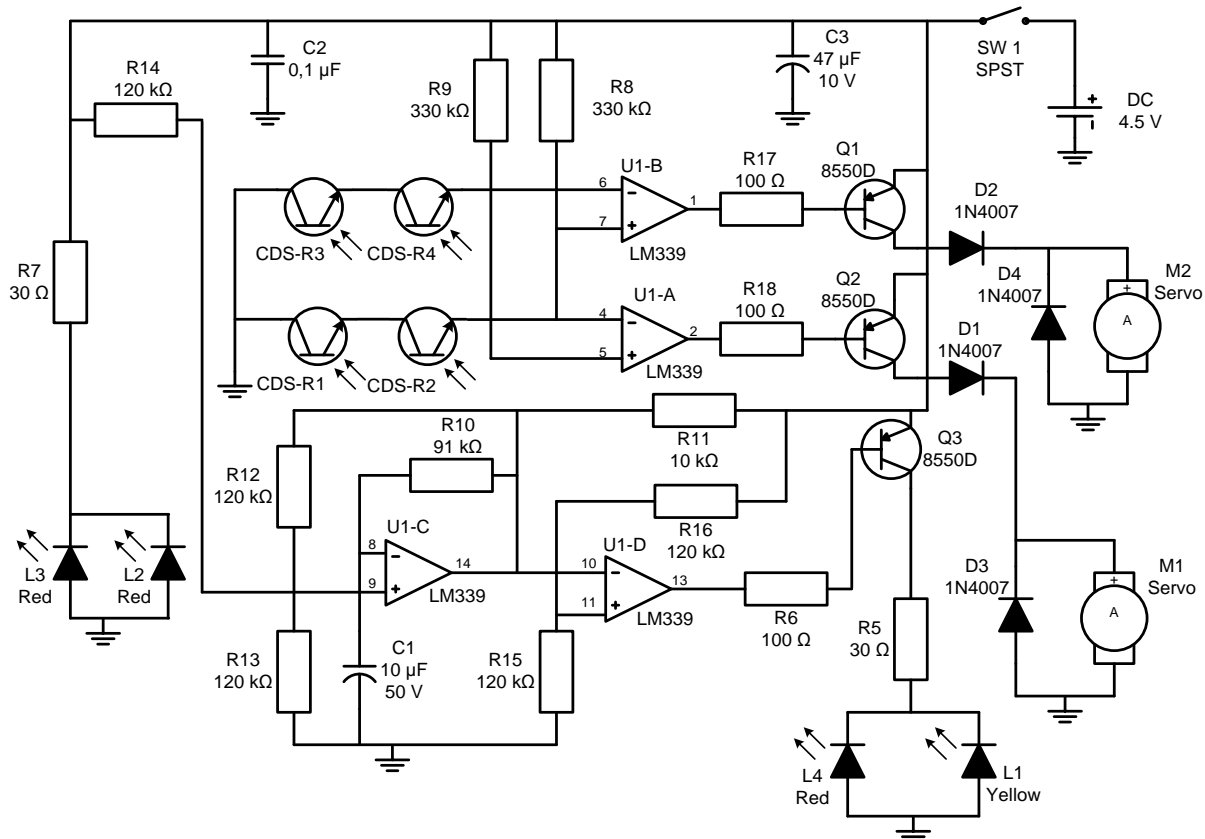 R14
120 kΩ
C2
0,1 µF
R9
330 kΩ
R8
330 kΩ
C3
47 µF
10 V
SW 1
SPST
+
-
DC
4.5 V
U1-B
6
-
7
+
1
LM339
R17
100 Ω
Q1
8550D
D2
1N4007
CDS-R3
CDS-R4
R7
30 Ω
U1-A
4
-
5
+
2
LM339
R18
100 Ω
Q2
8550D
D4
1N4007
M2
Servo
+
A
D1
1N4007
CDS-R1
CDS-R2
R10
91 kΩ
R11
10 kΩ
Q3
8550D
R12
120 kΩ
R16
120 kΩ
U1-C
8
-
9
+
14
LM339
U1-D
10
-
11
+
13
LM339
L3
Red
L2
Red
R6
100 Ω
D3
1N4007
M1
Servo
+
A
R13
120 kΩ
C1
10 µF
50 V
R15
120 kΩ
R5
30 Ω
L4
Red
L1
Yellow